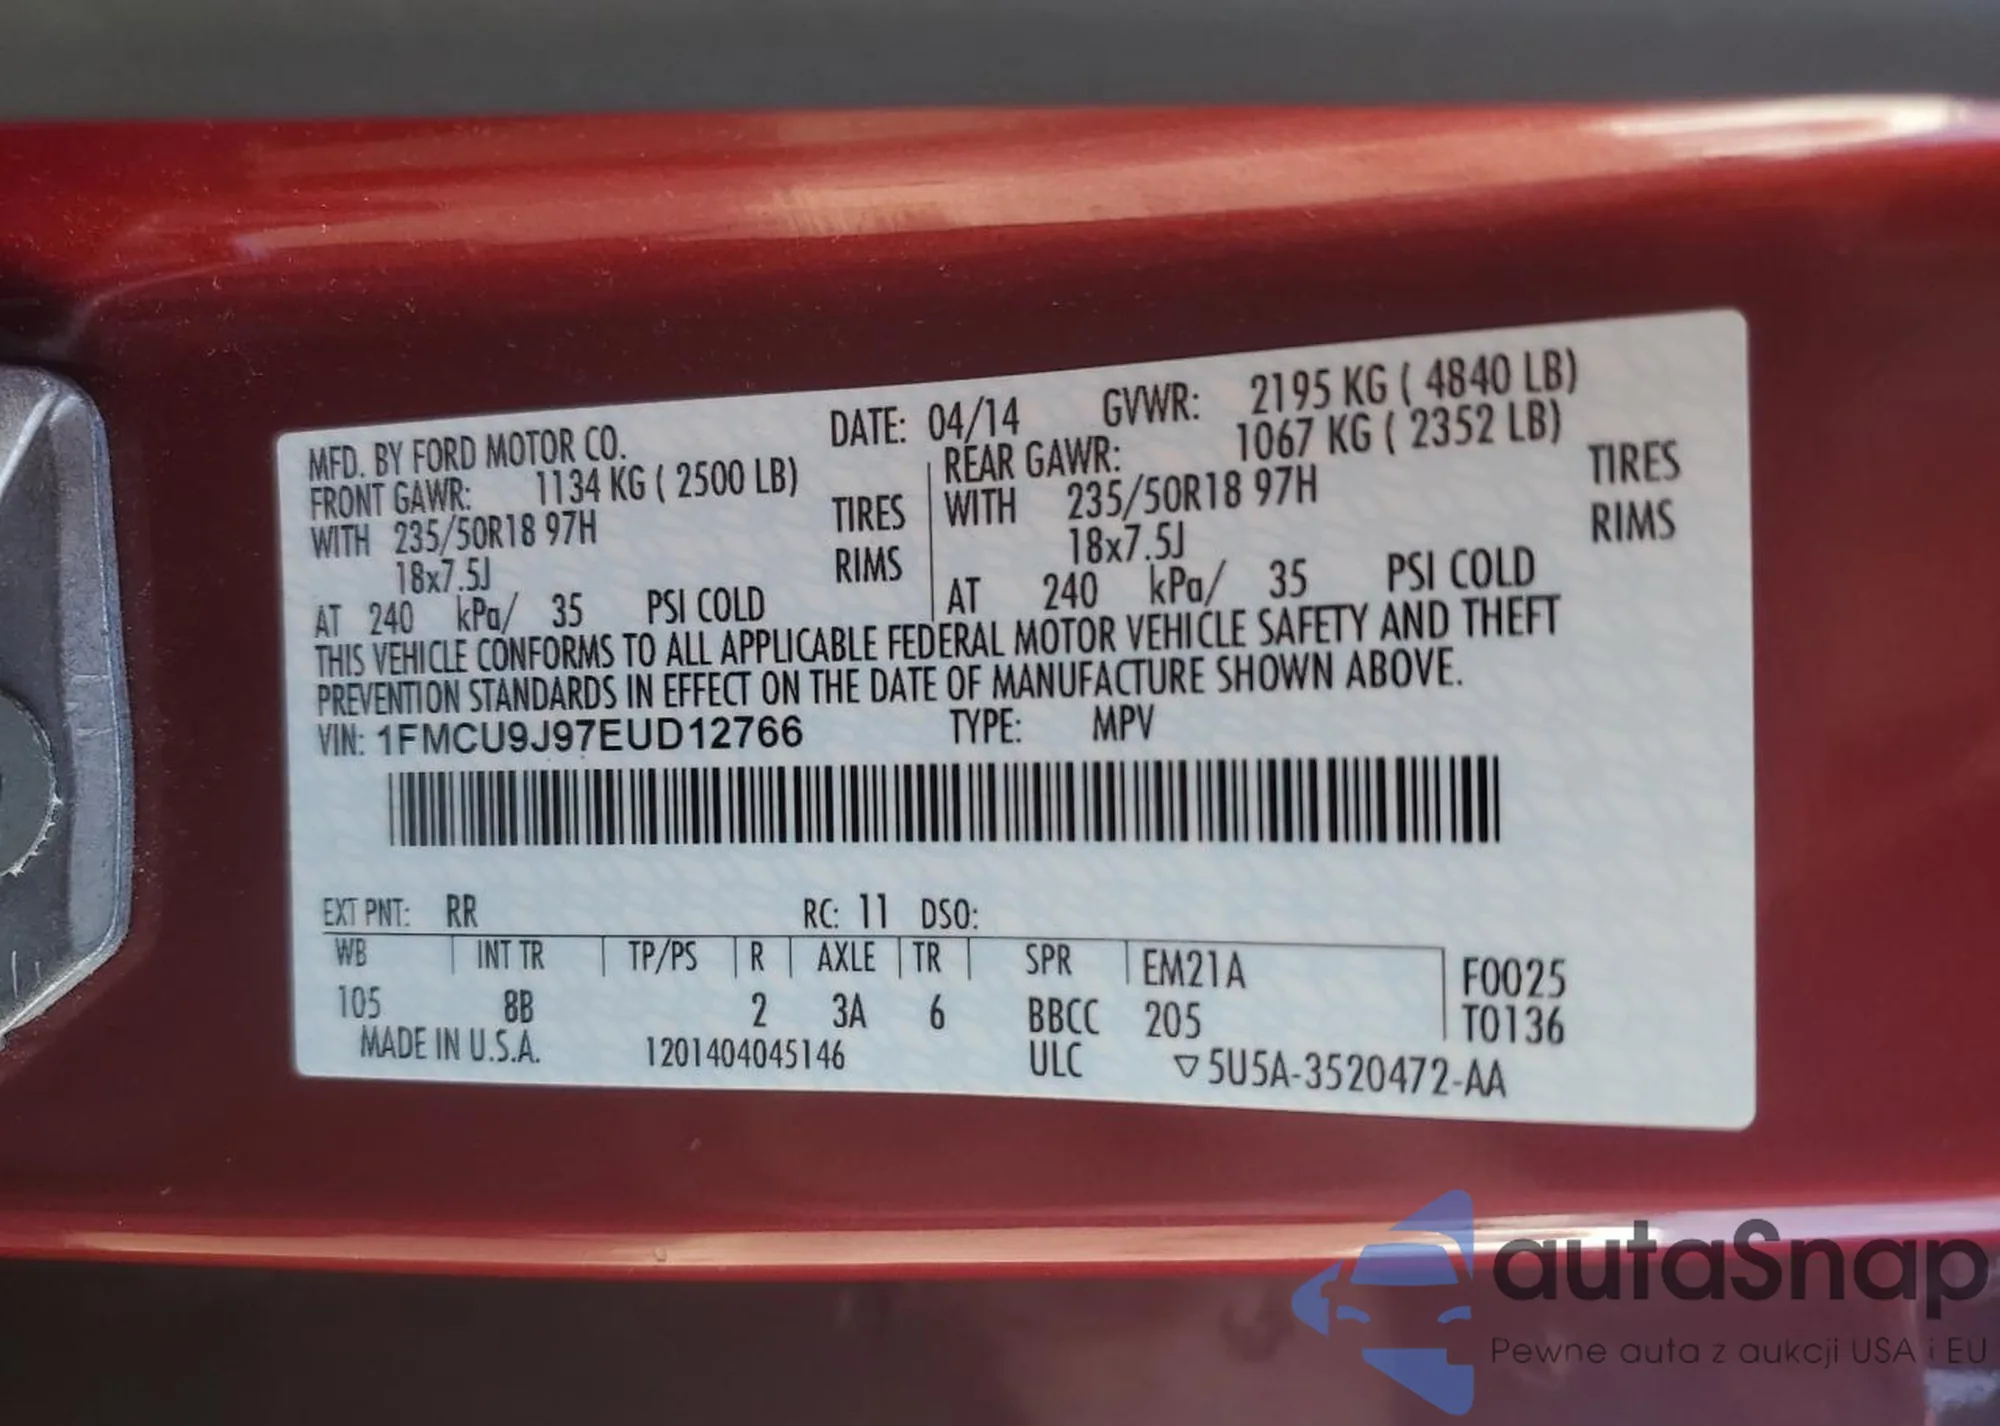 MFD. BY FORD MOTOR CO. DATE: 04/14 GVWR: 2195 KG ( 4840 LB)
FRONT GAWR: 1134 KG ( 2500 LB) REAR GAWR: 1067 KG ( 2352 LB)
WITH 235/50R18 97H TIRES WITH 235/50R18 97H TIRES
18x7.5J RIMS 18x7.5J RIMS
AT 240 kPa/ 35 PSI COLD AT 240 kPa/ 35 PSI COLD
THIS VEHICLE CONFORMS TO ALL APPLICABLE FEDERAL MOTOR VEHICLE SAFETY AND THEFT
PREVENTION STANDARDS IN EFFECT ON THE DATE OF MANUFACTURE SHOWN ABOVE.
VIN: 1FMCU9J97EUD12766 TYPE: MPV
EXT PNT: RR RC: 11 DSO:
WB INT TR TP/PS R AXLE TR SPR EM21A F0025
105 8B 2 3A 6 BBCC 205 T0136
MADE IN U.S.A. 1201404045146 ULC ▽5U5A-3520472-AA
autaSnap
Pewne auta z aukcji USA i EU